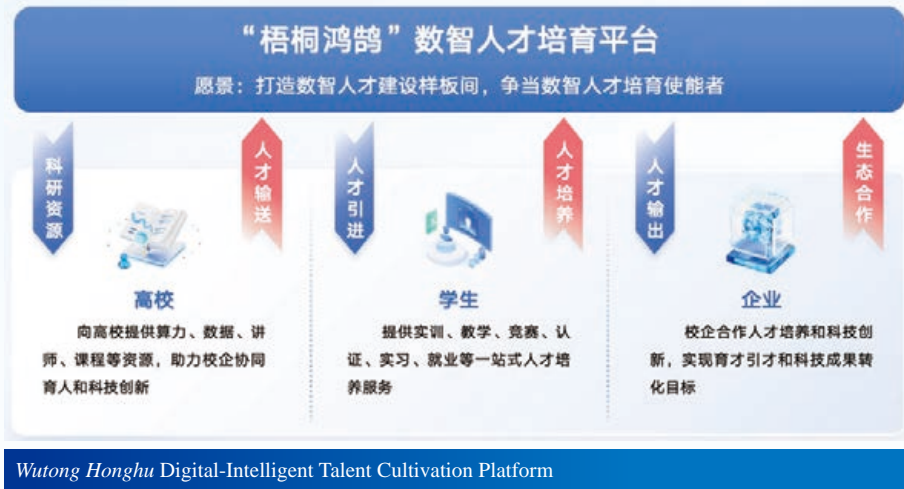 “梧桐鸿鹄”数智人才培育平台
愿景：打造数智人才建设样板间，争当数智人才培育使能者
科研资源
人才输送
人才引进
人才培养
人才输出
生态合作
高校
向高校提供算力、数据、讲
师、课程等资源，助力校企协同
育人和科技创新
学生
提供实训、教学、竞赛、认
证、实习、就业等一站式人才培
养服务
企业
校企合作人才培养和科技创
新，实现育才引才和科技成果转
化目标
Wutong Honghu Digital-Intelligent Talent Cultivation Platform